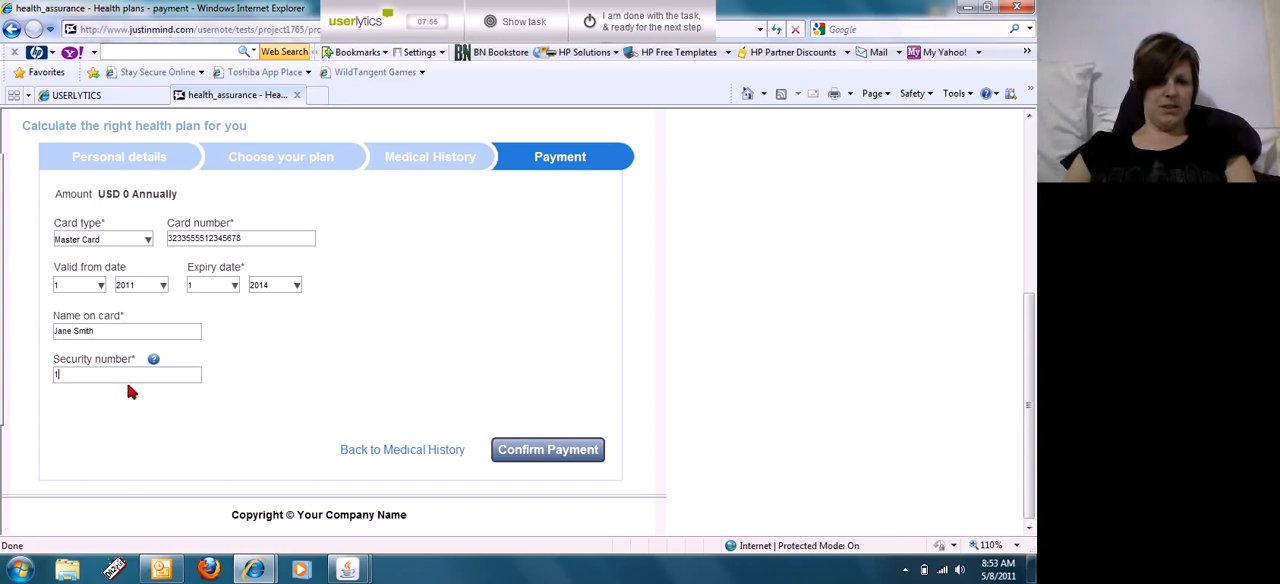 health_assurance - Health plans - payment - Windows Internet Explorer
userlytics
07:55
Show task
I am done with the task,
& ready for the next step
http://www.justinmind.com/usernote/tests/project1765/pro
Google
hp
Y!
Web Search
Bookmarks
Settings
BN BN Bookstore
HP Solutions
HP Free Templates
HP Partner Discounts
Mail
My My Yahoo!
Favorites
Stay Secure Online
Toshiba App Place
WildTangent Games
USERLYTICS
health_assurance - Hea...
Page
Safety
Tools
Calculate the right health plan for you
Personal details
Choose your plan
Medical History
Payment
Amount USD 0 Annually
Card type*
Card number*
Master Card
3233555512345678
Valid from date
Expiry date*
1
2011
1
2014
Name on card*
Jane Smith
Security number*
1
Back to Medical History
Confirm Payment
Copyright © Your Company Name
Done
Internet | Protected Mode: On
110%
8:53 AM
5/8/2011